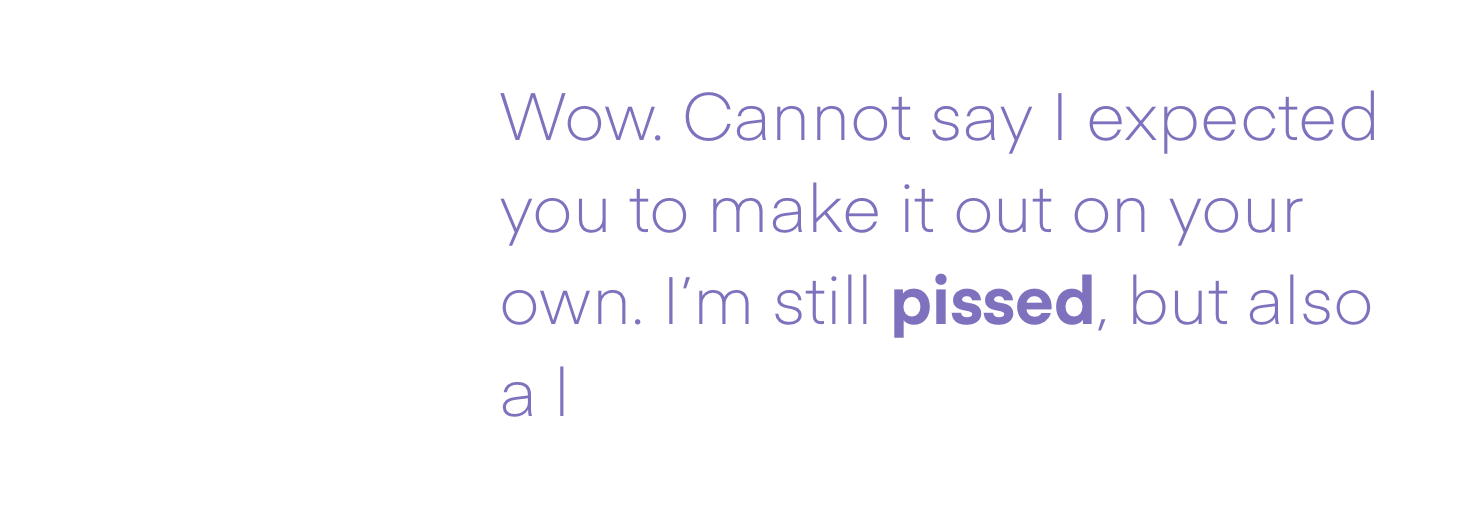 Wow. Cannot say I expected
you to make it out on your
own. I’m still pissed, but also
a l